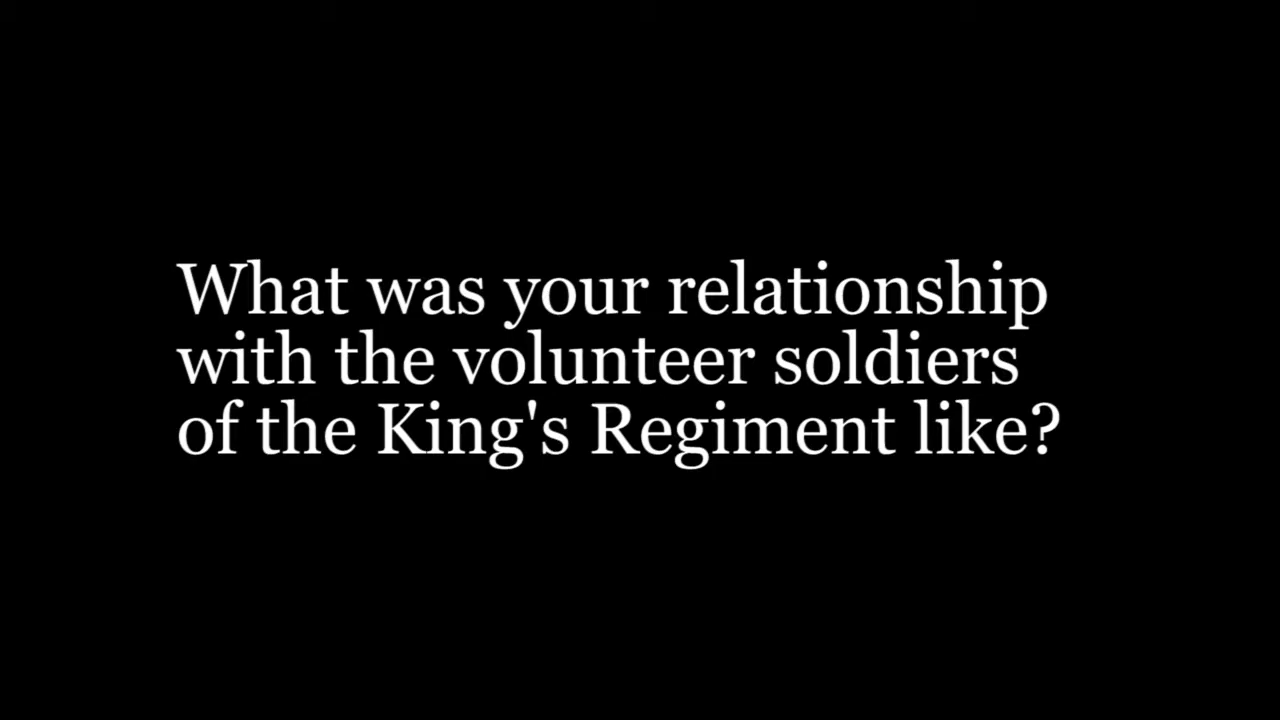 What was your relationship
with the volunteer soldiers
of the King's Regiment like?